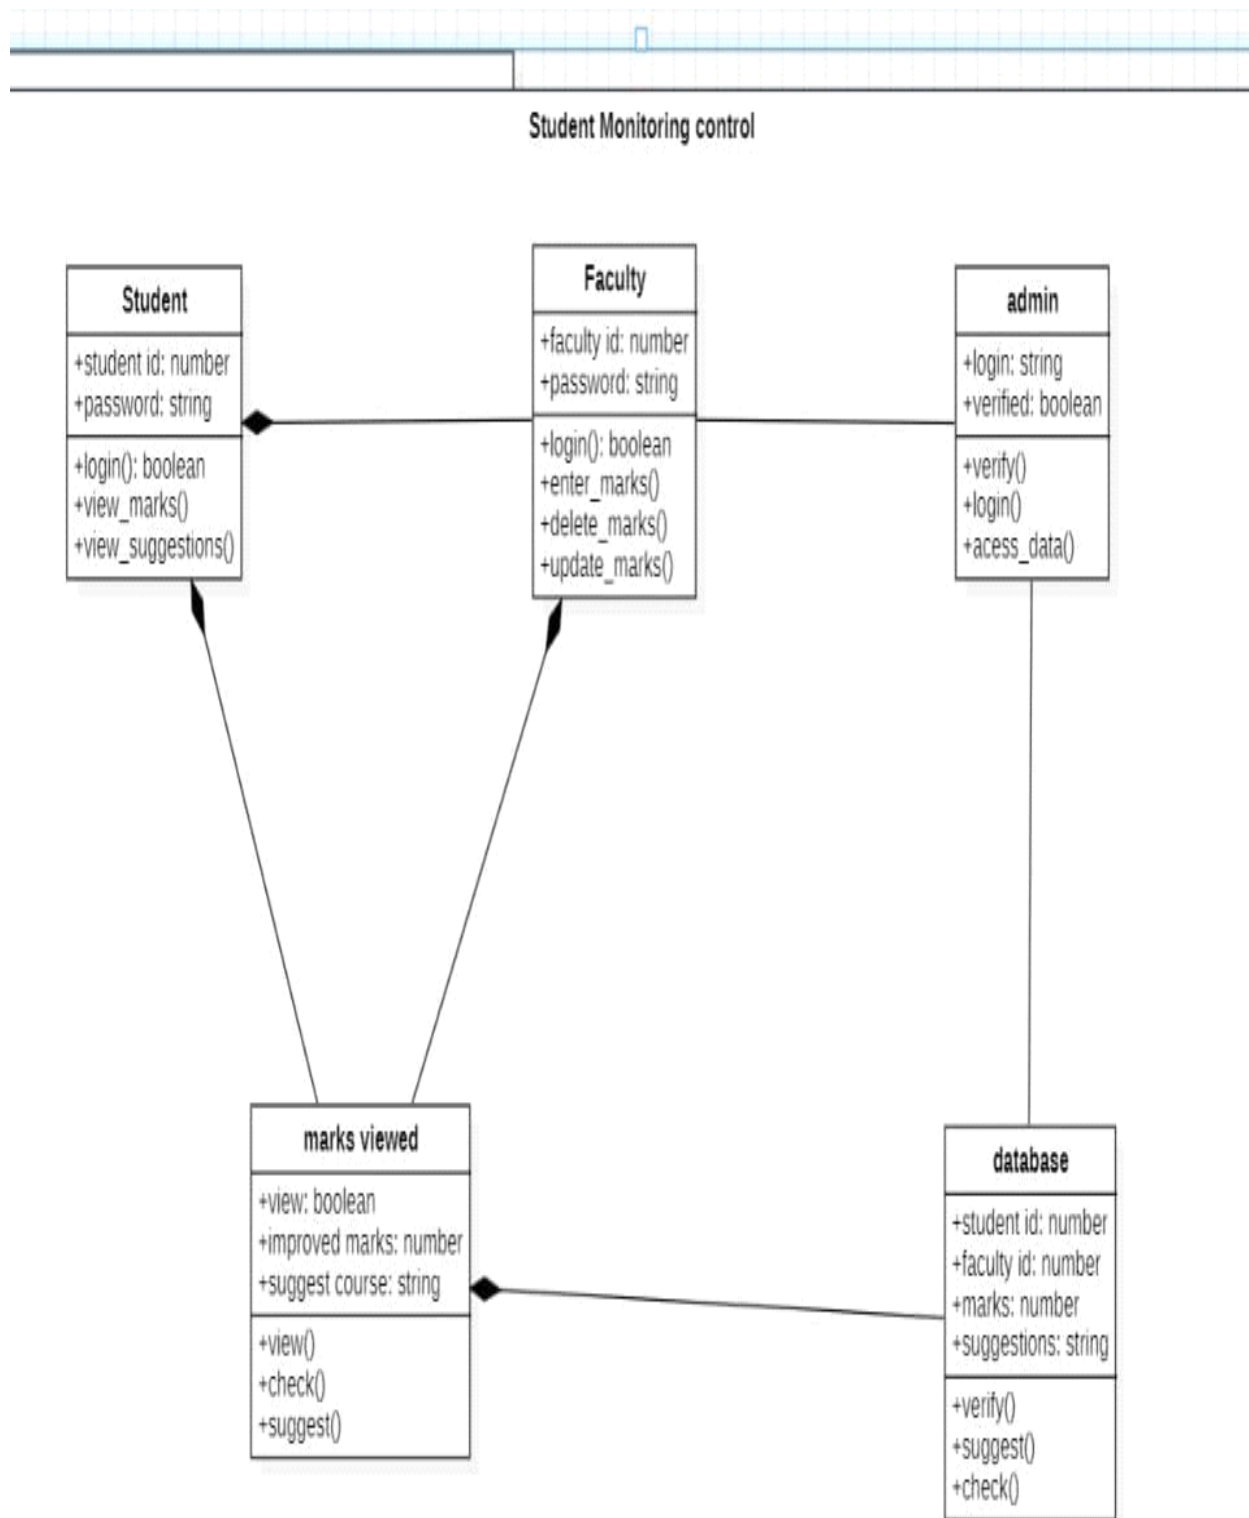 Student Monitoring control
Student
+student id: number
+password: string
+login(): boolean
+view_marks()
+view_suggestions()
Faculty
+faculty id: number
+password: string
+login(): boolean
+enter_marks()
+delete_marks()
+update_marks()
admin
+login: string
+verified: boolean
+verify()
+login()
+acess_data()
marks viewed
+view: boolean
+improved marks: number
+suggest course: string
+view()
+check()
+suggest()
database
+student id: number
+faculty id: number
+marks: number
+suggestions: string
+verify()
+suggest()
+check()